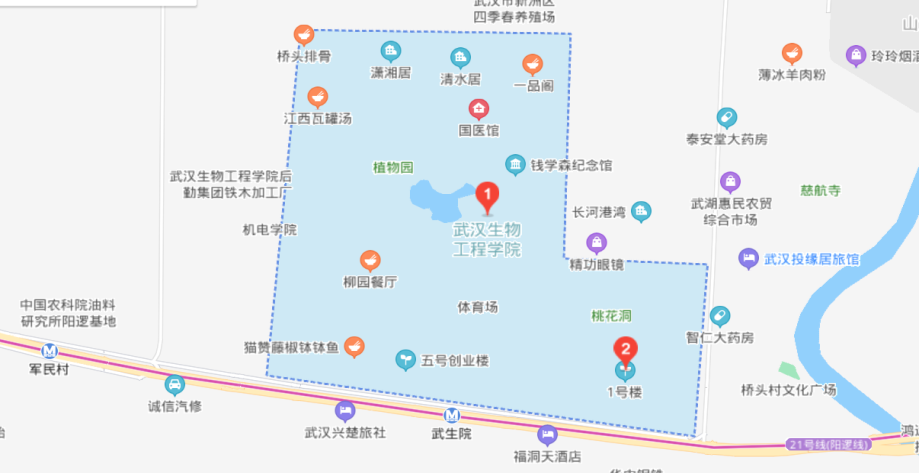 武汉市新洲区
四季春养殖场
桥头排骨
潇湘居
清水居
一品阁
薄冰羊肉粉
玲玲烟酒
江西瓦罐汤
国医馆
泰安堂大药房
植物园
钱学森纪念馆
武汉生物工程学院后
勤集团铁木加工厂
1
武湖惠民农贸
综合市场
慈航寺
长河港湾
机电学院
武汉生物
工程学院
精功眼镜
武汉投缘居旅馆
柳园餐厅
体育场
桃花洞
中国农科院油料
研究所阳逻基地
智仁大药房
猫赞藤椒钵钵鱼
五号创业楼
2
军民村
1号楼
桥头村文化广场
诚信汽修
武汉兴楚旅社
武生院
21号线(阳逻线)
福洞天酒店